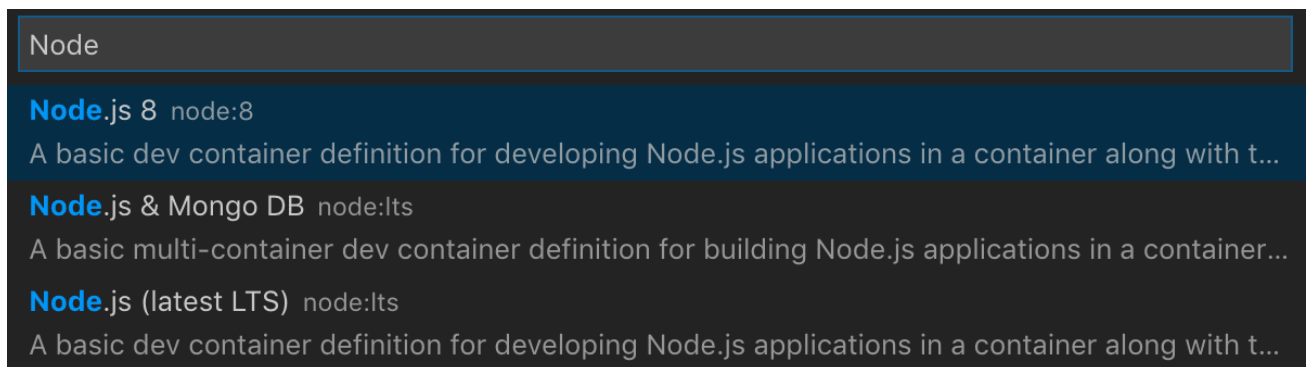 Node
Node.js 8 node:8
A basic dev container definition for developing Node.js applications in a container along with t...
Node.js & Mongo DB node:lts
A basic multi-container dev container definition for building Node.js applications in a container...
Node.js (latest LTS) node:lts
A basic dev container definition for developing Node.js applications in a container along with t...